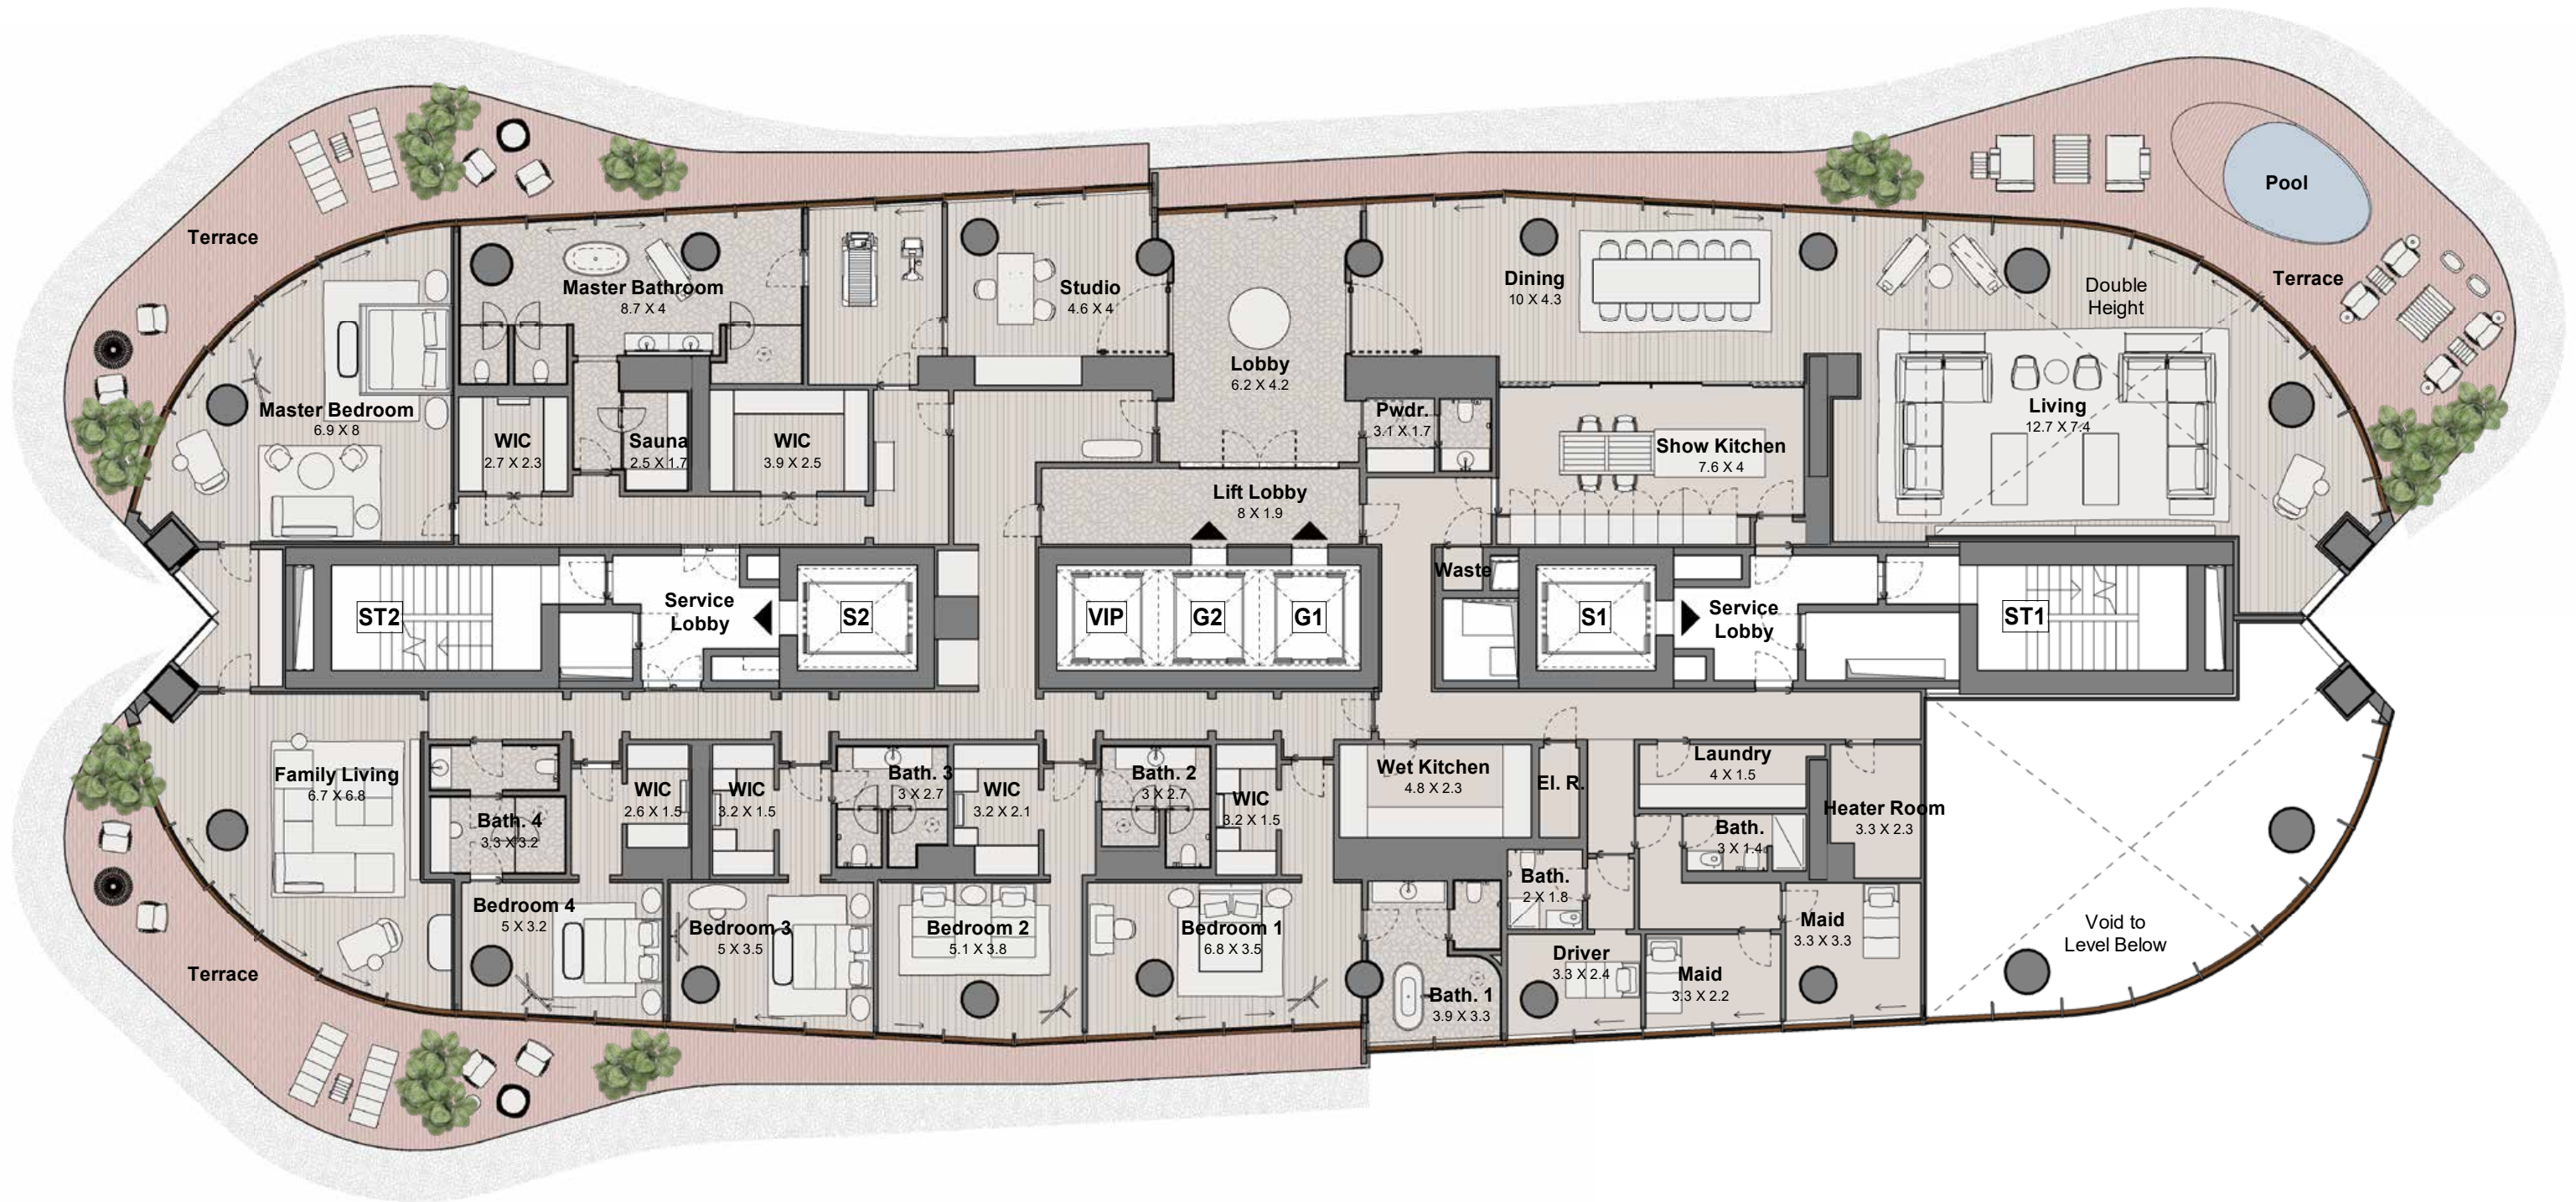 Pool
Terrace
Terrace
Master Bathroom
8.7 X 4
Studio
4.6 X 4
Dining
10 X 4.3
Double
Height
Lobby
6.2 X 4.2
Master Bedroom
6.9 X 8
WIC
2.7 X 2.3
Sauna
2.5 X 1.7
WIC
3.9 X 2.5
Pwdr.
3.1 X 1.7
Show Kitchen
7.6 X 4
Living
12.7 X 7.4
Lift Lobby
8 X 1.9
Waste
ST2
Service
Lobby
S2
VIP
G2
G1
S1
Service
Lobby
ST1
Family Living
6.7 X 6.8
Bath. 4
3.3 X 3.2
WIC
2.6 X 1.5
WIC
3.2 X 1.5
Bath. 3
3 X 2.7
WIC
3.2 X 2.1
Bath. 2
3 X 2.7
WIC
3.2 X 1.5
Wet Kitchen
4.8 X 2.3
El. R.
Laundry
4 X 1.5
Heater Room
3.3 X 2.3
Bath.
3 X 1.4
Bath.
2 X 1.8
Bedroom 4
5 X 3.2
Bedroom 3
5 X 3.5
Bedroom 2
5.1 X 3.8
Bedroom 1
6.8 X 3.5
Bath. 1
3.9 X 3.3
Driver
3.3 X 2.4
Maid
3.3 X 2.2
Maid
3.3 X 3.3
Void to
Level Below
Terrace